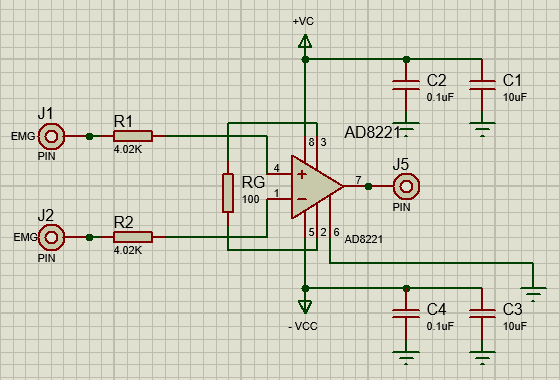 +VC
C2
0.1uF
C1
10uF
J1
EMG
PIN
R1
4.02K
8 3
AD8221
4
+
RG
100
1
−
7
J5
PIN
J2
EMG
PIN
R2
4.02K
5 2 6
AD8221
- VCC
C4
0.1uF
C3
10uF